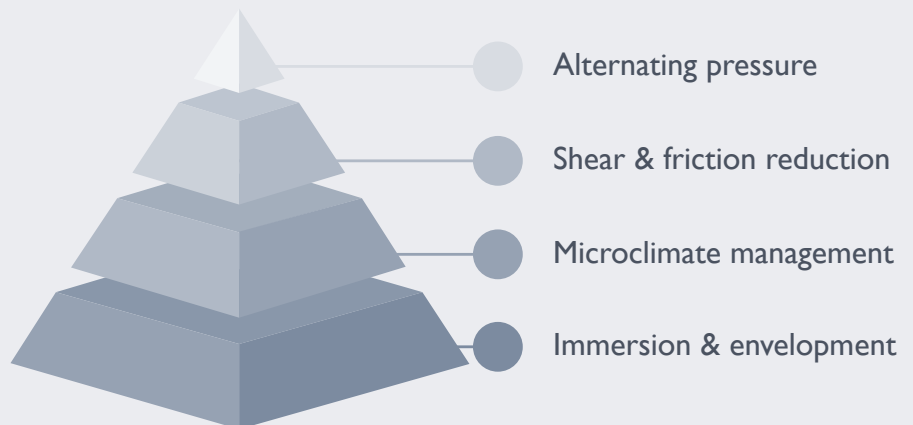 Alternating pressure
Shear & friction reduction
Microclimate management
Immersion & envelopment